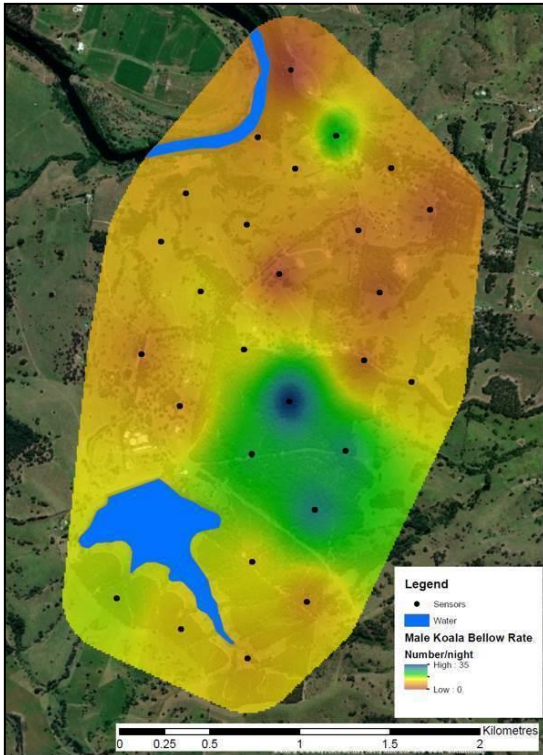 Legend
Sensors
Water
Male Koala Bellow Rate
Number/night
High : 35
Low : 0
Kilometres
0 0.25 0.5 1 1.5 2